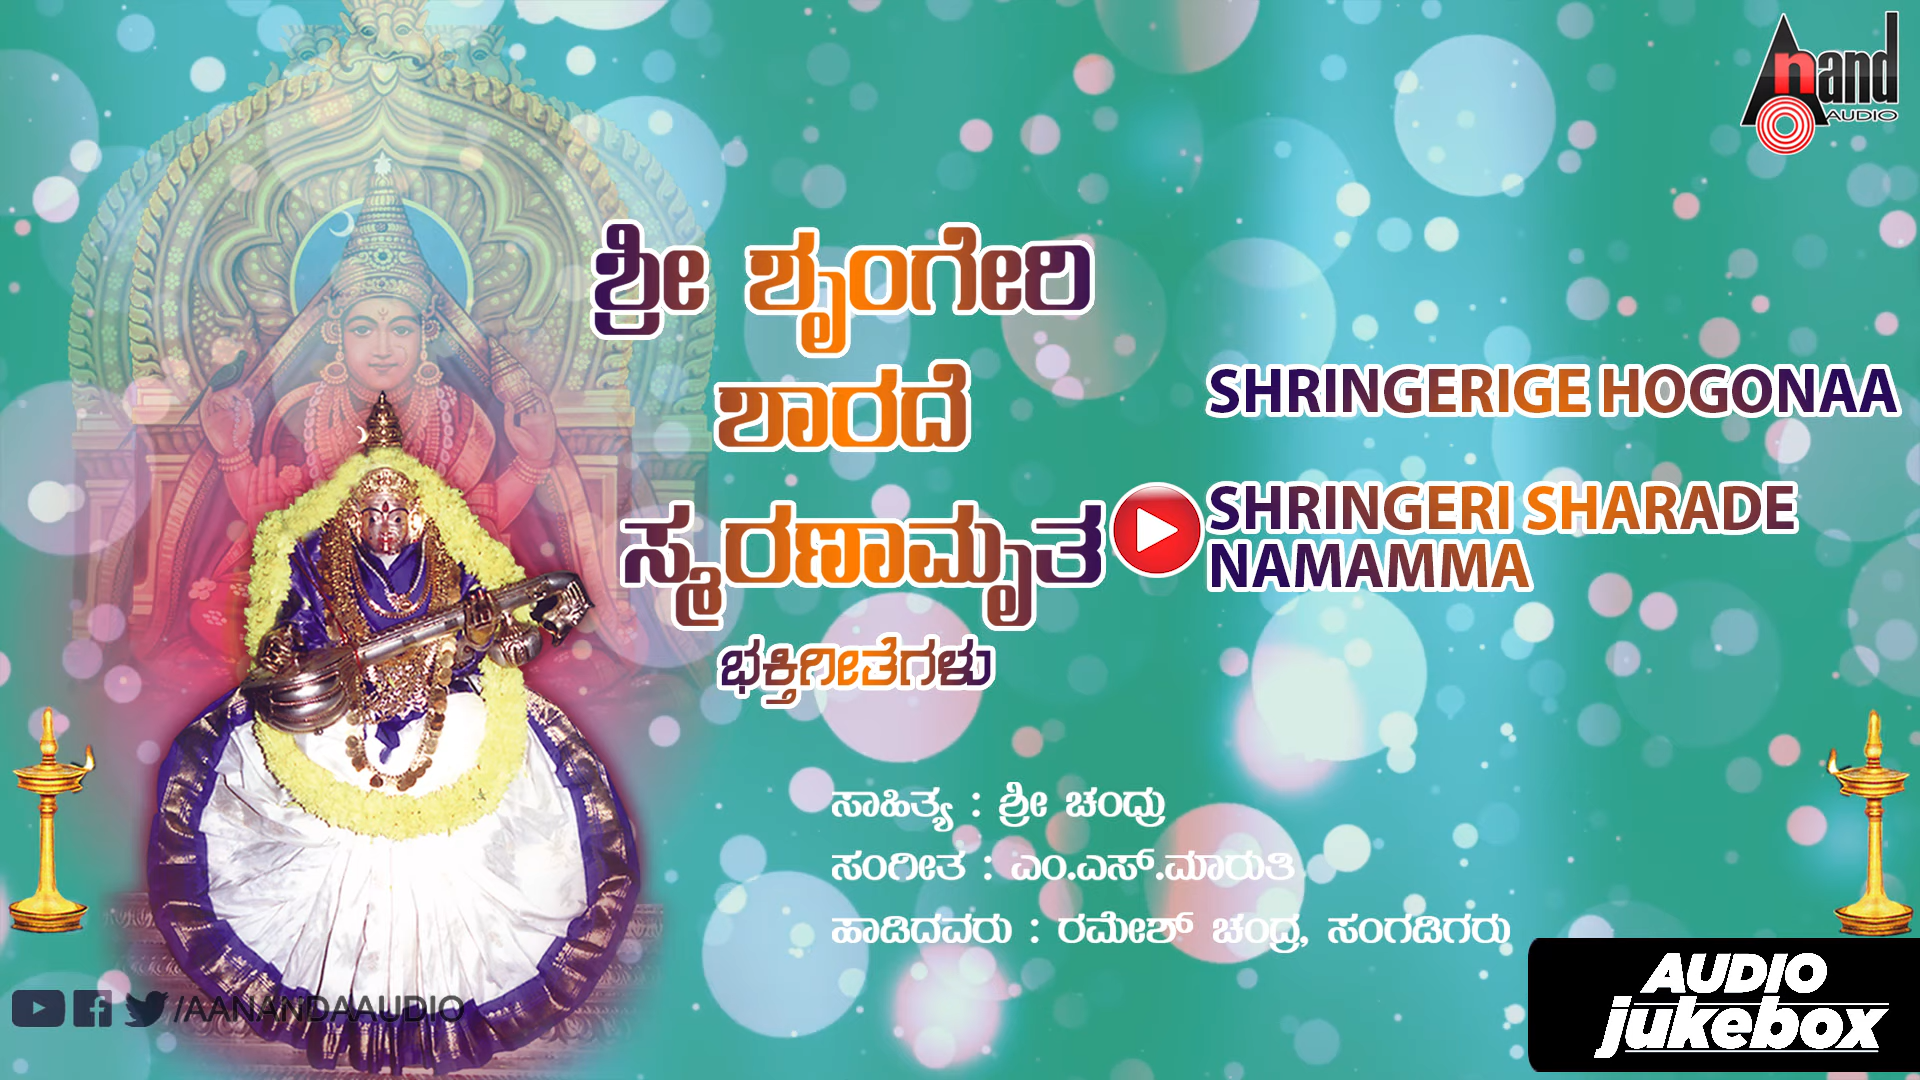 Anand
AUDIO
ಶ್ರೀ ಶೃಂಗೇರಿ
ಶಾರದೆ
ಸ್ಮರಣಾಮೃತ
ಭಕ್ತಿಗೀತೆಗಳು
SHRINGERIGE HOGONAA
SHRINGERI SHARADE
NAMAMMA
ಸಾಹಿತ್ಯ : ಶ್ರೀ ಚಂದ್ರು
ಸಂಗೀತ : ಎಂ.ಎಸ್.ಮಾರುತಿ
ಹಾಡಿದವರು : ರಮೇಶ್ ಚಂದ್ರ, ಸಂಗಡಿಗರು
/AANANDAAUDIO
AUDIO
jukebox